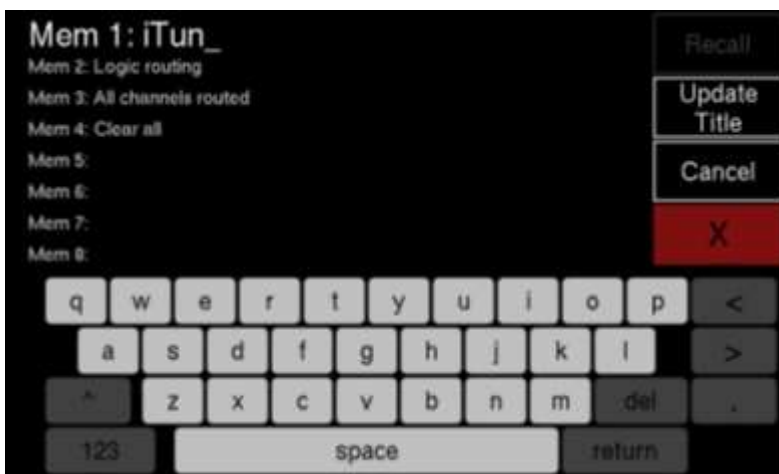 Mem 1: iTun_
Mem 2: Logic routing
Mem 3: All channels routed
Mem 4: Clear all
Mem 5:
Mem 6:
Mem 7:
Mem 8:
Recall
Update
Title
Cancel
X
q w e r t y u i o p <
a s d f g h j k l >
^ z x c v b n m del .
123 space return